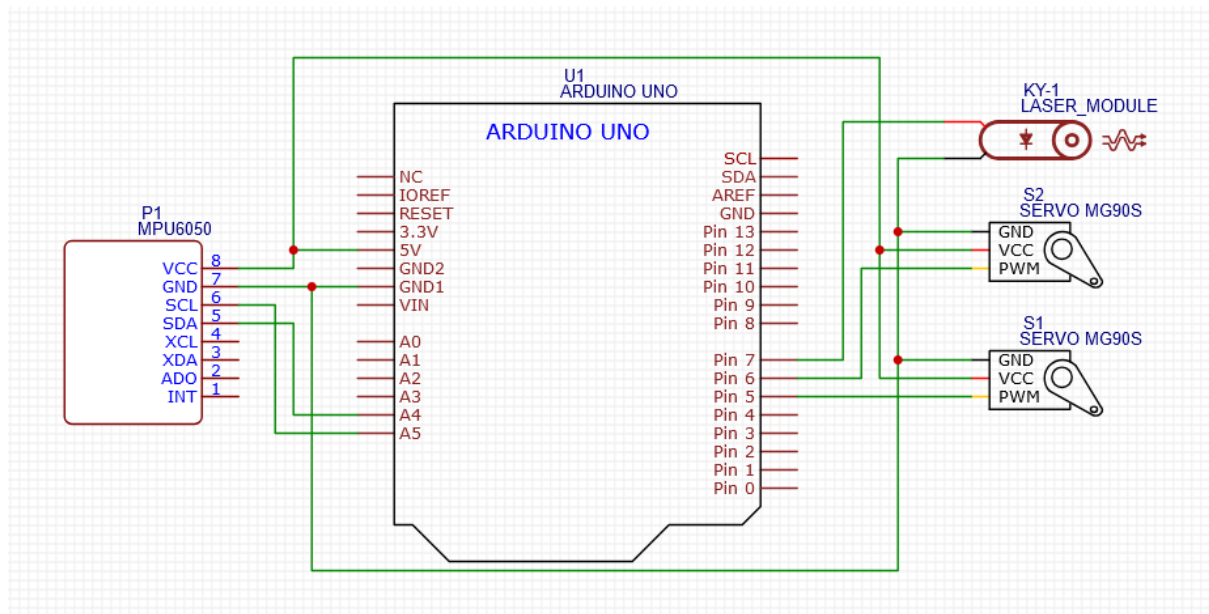 U1
ARDUINO UNO
ARDUINO UNO
KY-1
LASER_MODULE
P1
MPU6050
VCC 8
GND 7
SCL 6
SDA 5
XCL 4
XDA 3
ADO 2
INT 1
NC
IOREF
RESET
3.3V
5V
GND2
GND1
VIN
A0
A1
A2
A3
A4
A5
SCL
SDA
AREF
GND
Pin 13
Pin 12
Pin 11
Pin 10
Pin 9
Pin 8
Pin 7
Pin 6
Pin 5
Pin 4
Pin 3
Pin 2
Pin 1
Pin 0
S2
SERVO MG90S
GND
VCC
PWM
S1
SERVO MG90S
GND
VCC
PWM